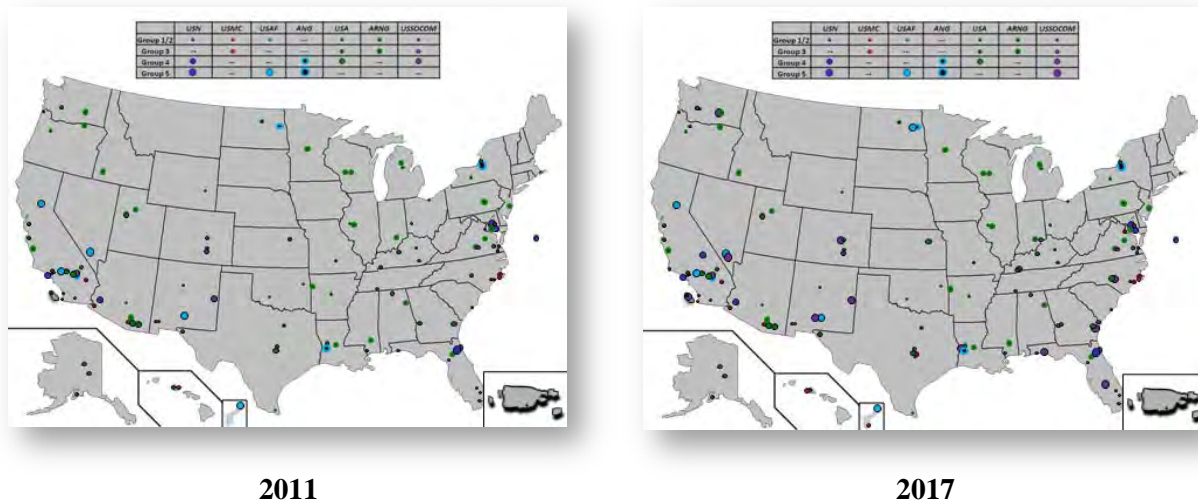 USN USMC USAF ANG USA ARNG USSOCOM
Group 1/2 • • • --- • • •
Group 3 --- • --- --- • • •
Group 4 • --- --- • • --- •
Group 5 • --- • • --- --- ---
USN USMC USAF ANG USA ARNG USSOCOM
Group 1/2 • • • --- • • •
Group 3 --- • --- --- • • •
Group 4 • --- --- • • --- •
Group 5 • --- • • --- --- •
2011
2017